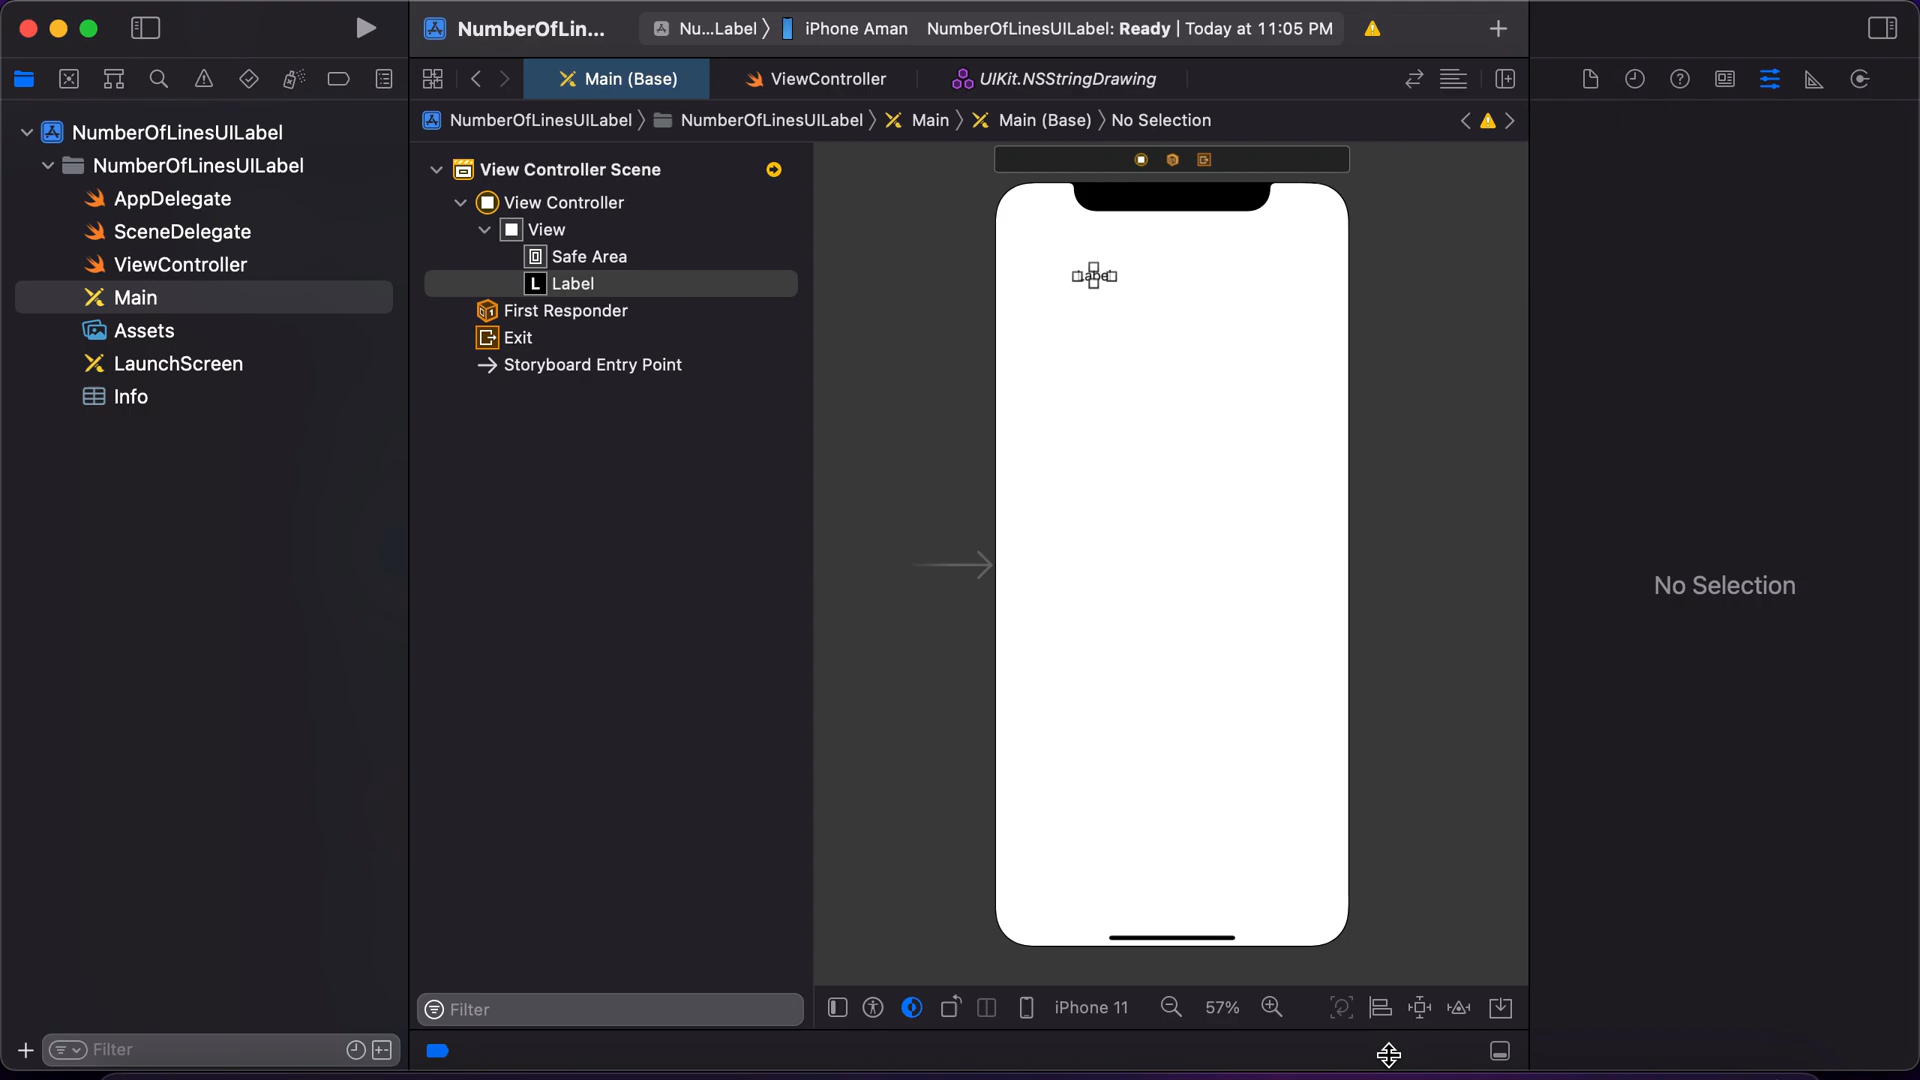 NumberOfLin...
Nu...Label
iPhone Aman
NumberOfLinesUILabel: Ready | Today at 11:05 PM
Main (Base)
ViewController
UIKit.NSStringDrawing
NumberOfLinesUILabel
NumberOfLinesUILabel
Main
Main (Base)
No Selection
NumberOfLinesUILabel
NumberOfLinesUILabel
AppDelegate
SceneDelegate
ViewController
Main
Assets
LaunchScreen
Info
View Controller Scene
View Controller
View
Safe Area
L Label
First Responder
Exit
Storyboard Entry Point
Label
No Selection
Filter
iPhone 11
57%
Filter